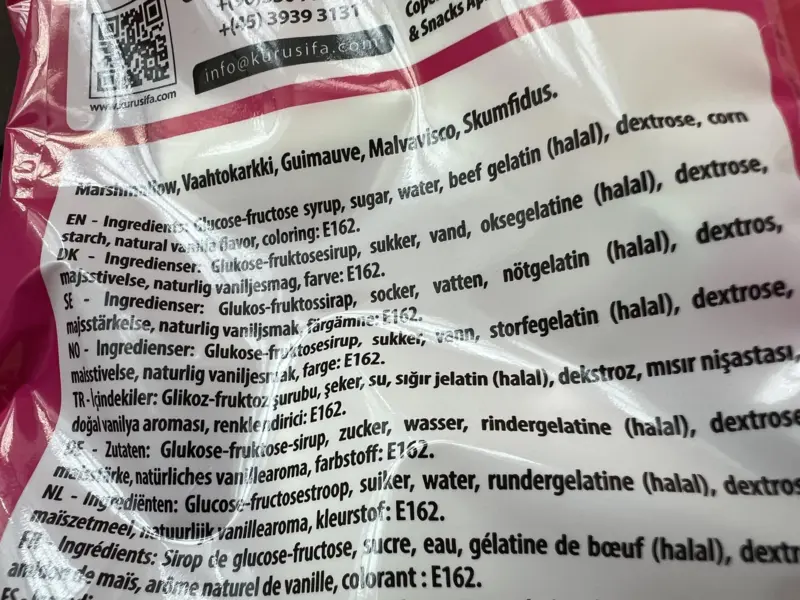 +(45) 3939 3131
info@kurusifa.com
www.kurusifa.com
& Snacks
Marshmallow, Vaahtokarkki, Guimauve, Malvavisco, Skumfidus.
EN - Ingredients: Glucose-fructose syrup, sugar, water, beef gelatin (halal), dextrose, corn
starch, natural vanilla flavor, coloring: E162.
DK - Ingredienser: Glukose-fruktosesirup, sukker, vand, oksegelatine (halal), dextrose,
majsstivelse, naturlig vaniljesmag, farve: E162.
SE - Ingredienser: Glukos-fruktossirap, socker, vatten, nötgelatin (halal), dextros,
majsstärkelse, naturlig vaniljsmak, färgämne: E162.
NO - Ingredienser: Glukose-fruktosesirup, sukker, vann, storfegelatin (halal), dextrose,
maisstivelse, naturlig vaniljesmak, farge: E162.
TR - İçindekiler: Glikoz-fruktoz şurubu, şeker, su, sığır jelatin (halal), dekstroz, mısır nişastası,
doğal vanilya aroması, renklendirici: E162.
DE - Zutaten: Glukose-fruktose-sirup, zucker, wasser, rindergelatine (halal), dextrose
maisstärke, natürliches vanillearoma, farbstoff: E162.
NL - Ingrediënten: Glucose-fructosestroop, suiker, water, rundergelatine (halal), dextros
maïszetmeel, natuurlijk vanillearoma, kleurstof: E162.
FR - Ingrédients: Sirop de glucose-fructose, sucre, eau, gélatine de bœuf (halal), dextr
amidon de maïs, arôme naturel de vanille, colorant : E162.
ES -